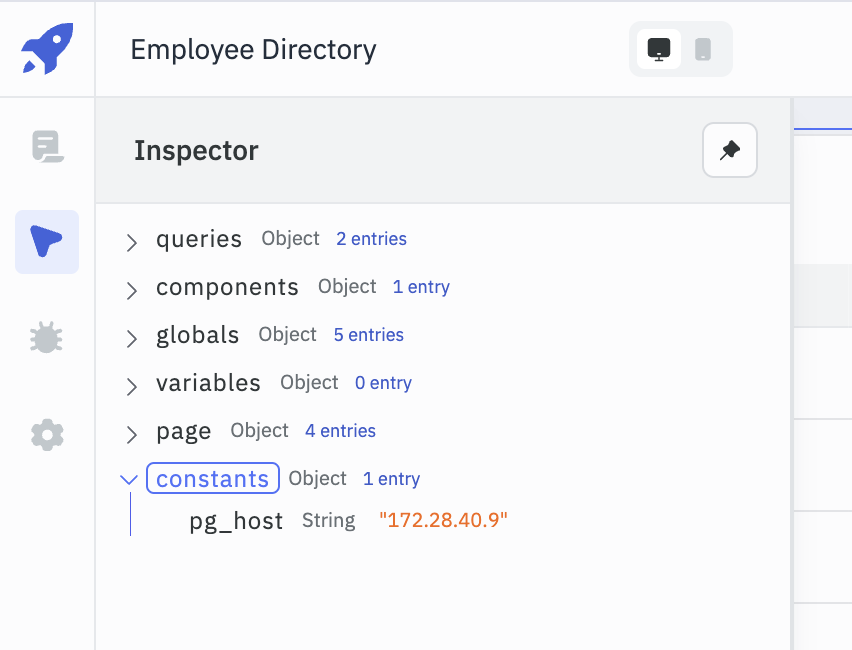 Employee Directory
Inspector
queries Object 2 entries
components Object 1 entry
globals Object 5 entries
variables Object 0 entry
page Object 4 entries
constants Object 1 entry
pg_host String "172.28.40.9"